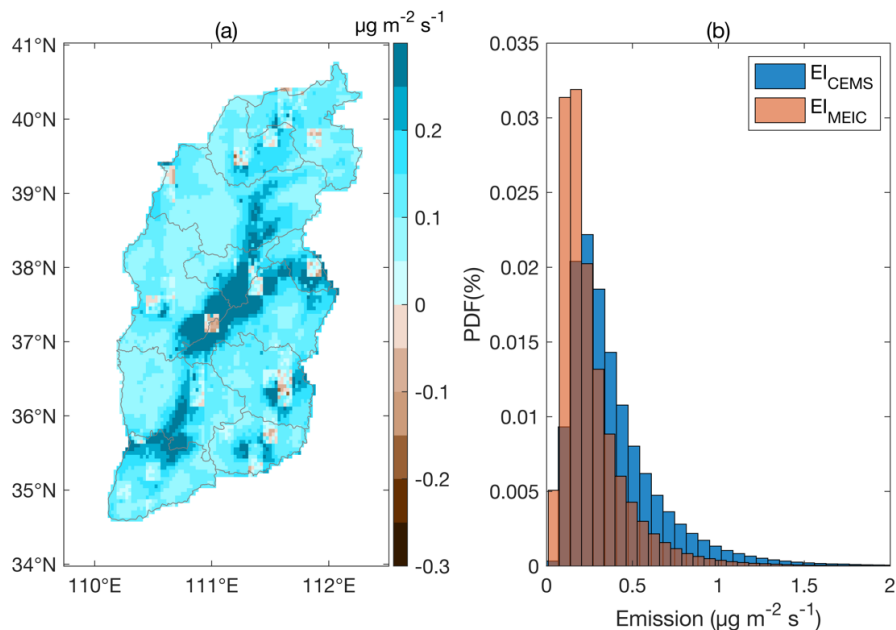 (a)
µg m⁻² s⁻¹
41°N
40°N
39°N
38°N
37°N
36°N
35°N
34°N
110°E
111°E
112°E
0.2
0.1
0
-0.1
-0.2
-0.3
(b)
EI_CEMS
EI_MEIC
PDF(%)
0.035
0.03
0.025
0.02
0.015
0.01
0.005
0
0
0.5
1
1.5
2
Emission (µg m⁻² s⁻¹)